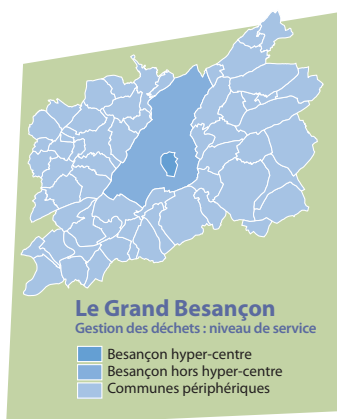 Le Grand Besançon
Gestion des déchets : niveau de service
Besançon hyper-centre
Besançon hors hyper-centre
Communes périphériques